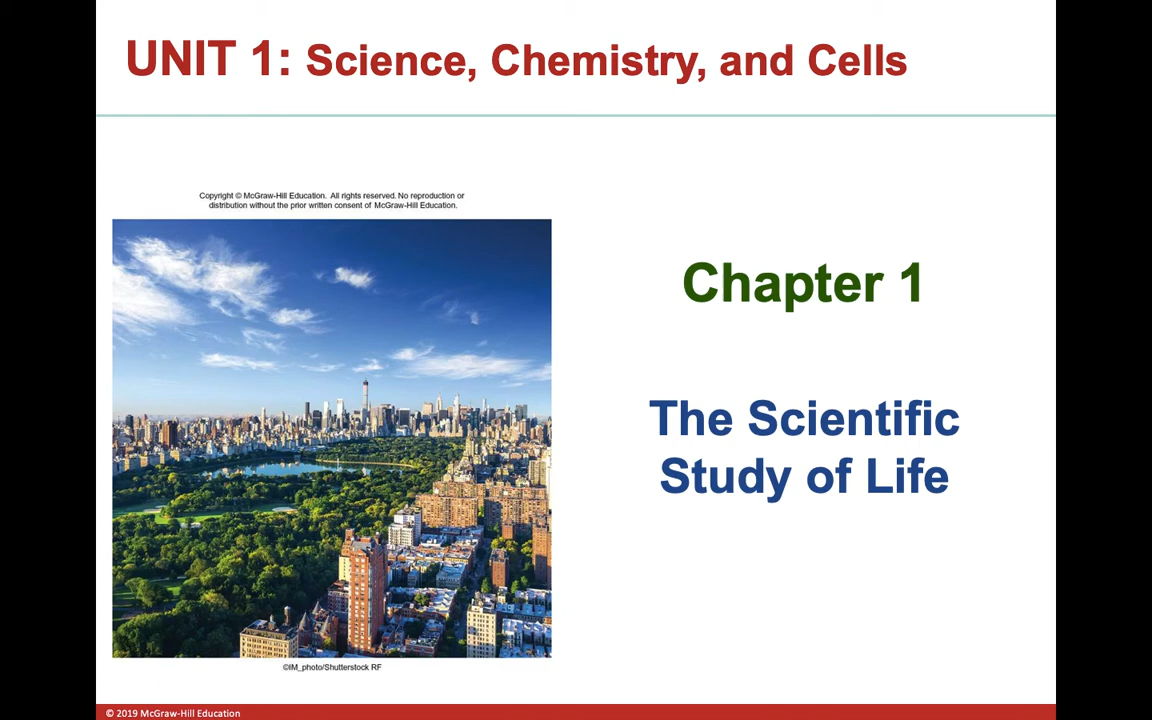 UNIT 1: Science, Chemistry, and Cells
Copyright © McGraw-Hill Education. All rights reserved. No reproduction or
distribution without the prior written consent of McGraw-Hill Education.
©IM_photo/Shutterstock RF
Chapter 1
The Scientific
Study of Life
© 2019 McGraw-Hill Education